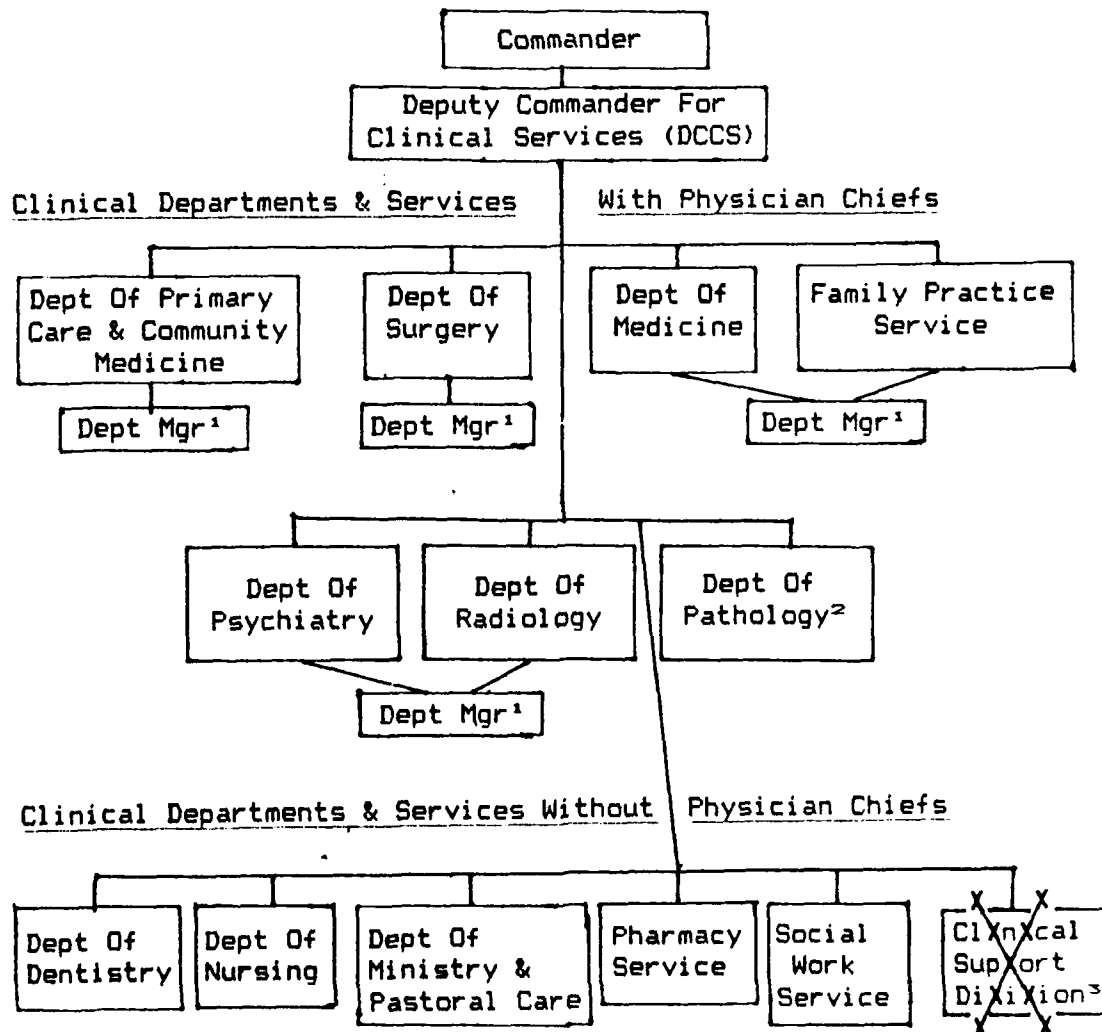 Commander
Deputy Commander For
Clinical Services (DCCS)
Clinical Departments & Services With Physician Chiefs
Dept Of Primary
Care & Community
Medicine
Dept Mgr¹
Dept Of
Surgery
Dept Mgr¹
Dept Of
Medicine
Family Practice
Service
Dept Mgr¹
Dept Of
Psychiatry
Dept Of
Radiology
Dept Mgr¹
Dept Of
Pathology²
Clinical Departments & Services Without Physician Chiefs
Dept Of
Dentistry
Dept Of
Nursing
Dept Of
Ministry &
Pastoral Care
Pharmacy
Service
Social
Work
Service
Clinical
Support
Division³